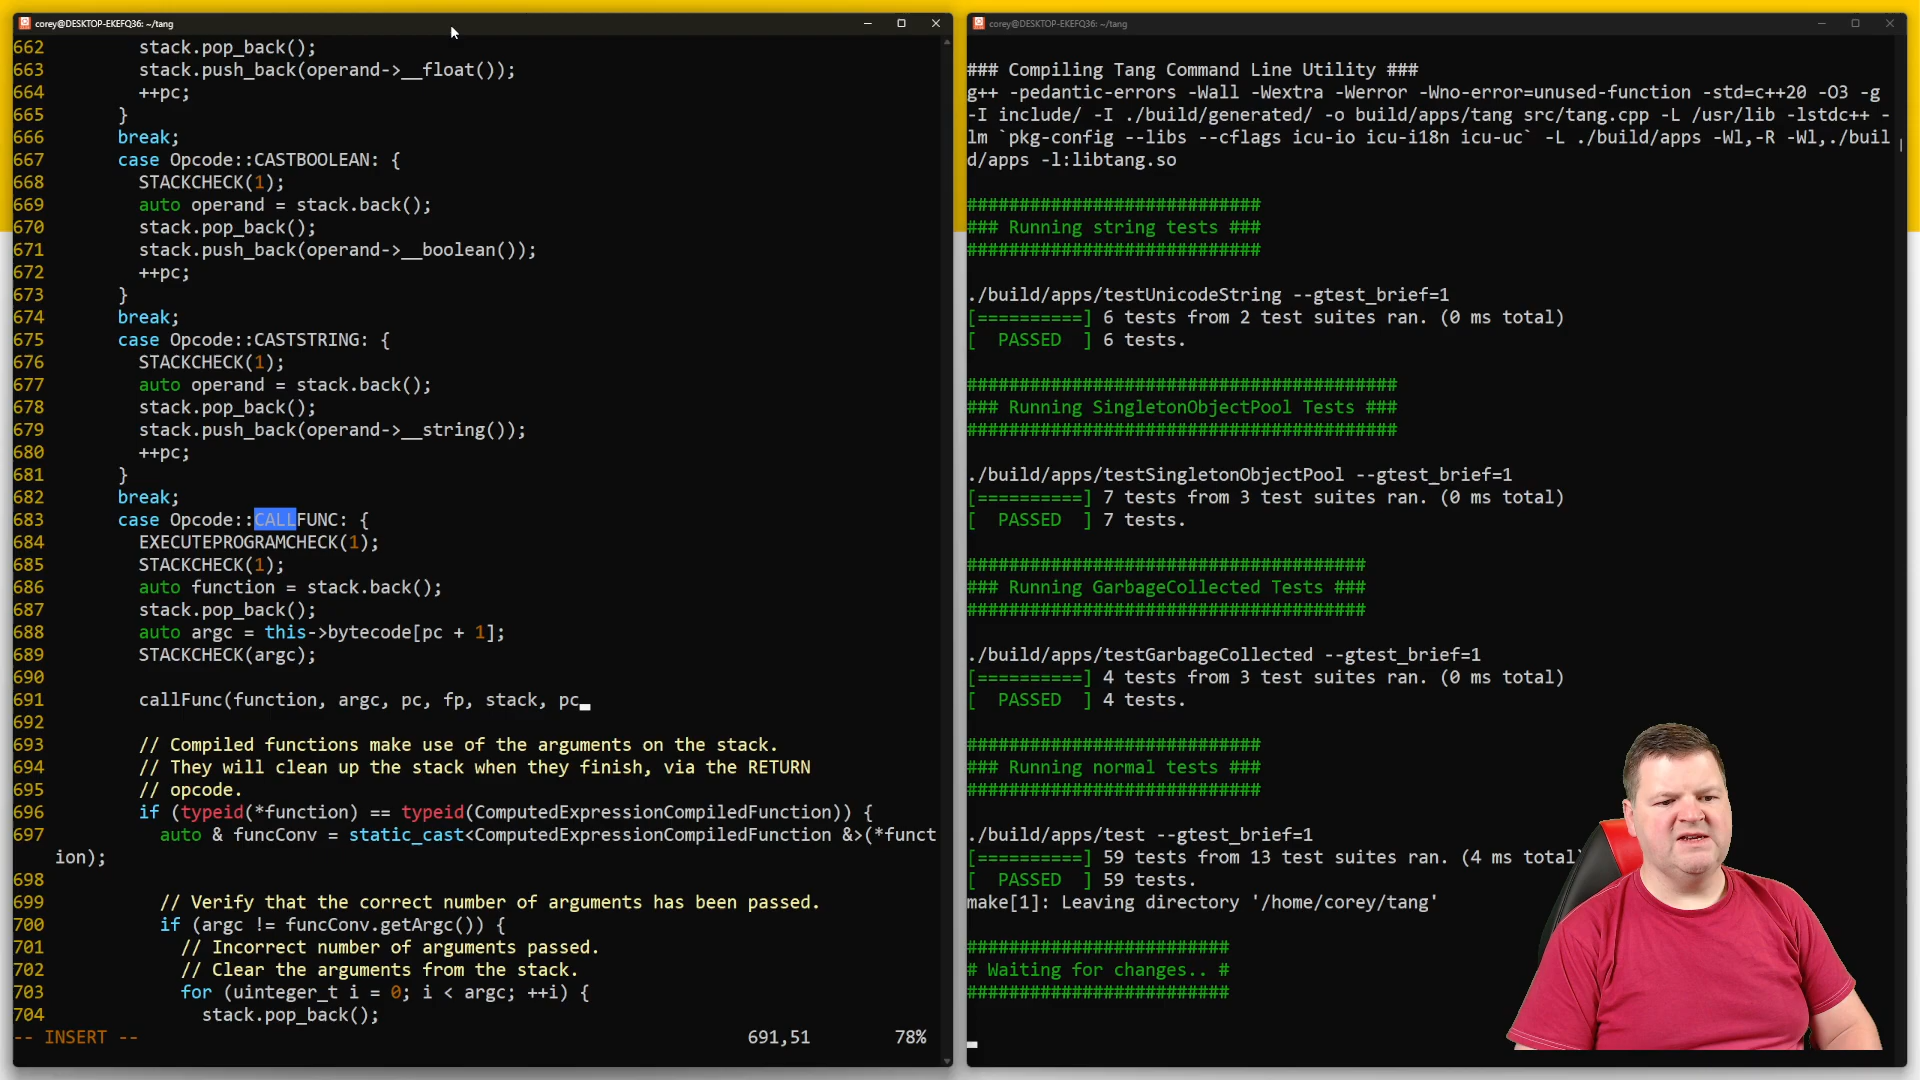 corey@DESKTOP-EKEFQ36: ~/tang
662         stack.pop_back();
663         stack.push_back(operand->__float());
664         ++pc;
665       }
666       break;
667       case Opcode::CASTBOOLEAN: {
668         STACKCHECK(1);
669         auto operand = stack.back();
670         stack.pop_back();
671         stack.push_back(operand->__boolean());
672         ++pc;
673       }
674       break;
675       case Opcode::CASTSTRING: {
676         STACKCHECK(1);
677         auto operand = stack.back();
678         stack.pop_back();
679         stack.push_back(operand->__string());
680         ++pc;
681       }
682       break;
683       case Opcode::CALLFUNC: {
684         EXECUTEPROGRAMCHECK(1);
685         STACKCHECK(1);
686         auto function = stack.back();
687         stack.pop_back();
688         auto argc = this->bytecode[pc + 1];
689         STACKCHECK(argc);
690
691         callFunc(function, argc, pc, fp, stack, pc
692
693         // Compiled functions make use of the arguments on the stack.
694         // They will clean up the stack when they finish, via the RETURN
695         // opcode.
696         if (typeid(*function) == typeid(ComputedExpressionCompiledFunction)) {
697           auto & funcConv = static_cast<ComputedExpressionCompiledFunction &>(*funct
ion);
698
699           // Verify that the correct number of arguments has been passed.
700           if (argc != funcConv.getArgc()) {
701             // Incorrect number of arguments passed.
702             // Clear the arguments from the stack.
703             for (uinteger_t i = 0; i < argc; ++i) {
704               stack.pop_back();
-- INSERT --                    691,51        78%
corey@DESKTOP-EKEFQ36: ~/tang
### Compiling Tang Command Line Utility ###
g++ -pedantic-errors -Wall -Wextra -Werror -Wno-error=unused-function -std=c++20 -O3 -g
-I include/ -I ./build/generated/ -o build/apps/tang src/tang.cpp -L /usr/lib -lstdc++ -
lm `pkg-config --libs --cflags icu-io icu-i18n icu-uc` -L ./build/apps -Wl,-R -Wl,./buil
d/apps -l:libtang.so
############################
### Running string tests ###
############################
./build/apps/testUnicodeString --gtest_brief=1
[==========] 6 tests from 2 test suites ran. (0 ms total)
[  PASSED  ] 6 tests.
#########################################
### Running SingletonObjectPool Tests ###
#########################################
./build/apps/testSingletonObjectPool --gtest_brief=1
[==========] 7 tests from 3 test suites ran. (0 ms total)
[  PASSED  ] 7 tests.
######################################
### Running GarbageCollected Tests ###
######################################
./build/apps/testGarbageCollected --gtest_brief=1
[==========] 4 tests from 3 test suites ran. (0 ms total)
[  PASSED  ] 4 tests.
############################
### Running normal tests ###
############################
./build/apps/test --gtest_brief=1
[==========] 59 tests from 13 test suites ran. (4 ms total)
[  PASSED  ] 59 tests.
make[1]: Leaving directory '/home/corey/tang'
#########################
# Waiting for changes.. #
#########################